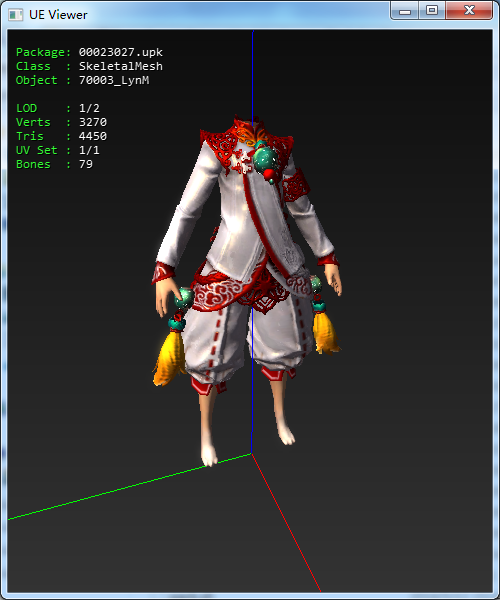 UE Viewer
Package: 00023027.upk
Class  : SkeletalMesh
Object : 70003_LynM
LOD    : 1/2
Verts  : 3270
Tris   : 4450
UV Set : 1/1
Bones  : 79